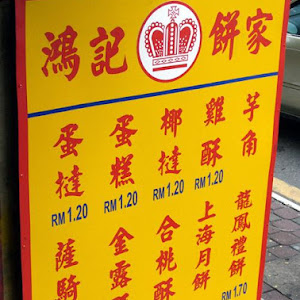 鴻記餅家
蛋撻
RM 1.20
蛋糕
RM 1.20
椰撻
RM 1.20
雞酥
RM 1.20
芋角
薩騎
金露酥
合桃酥
上海月餅
龍鳳禮餅
RM 1.70